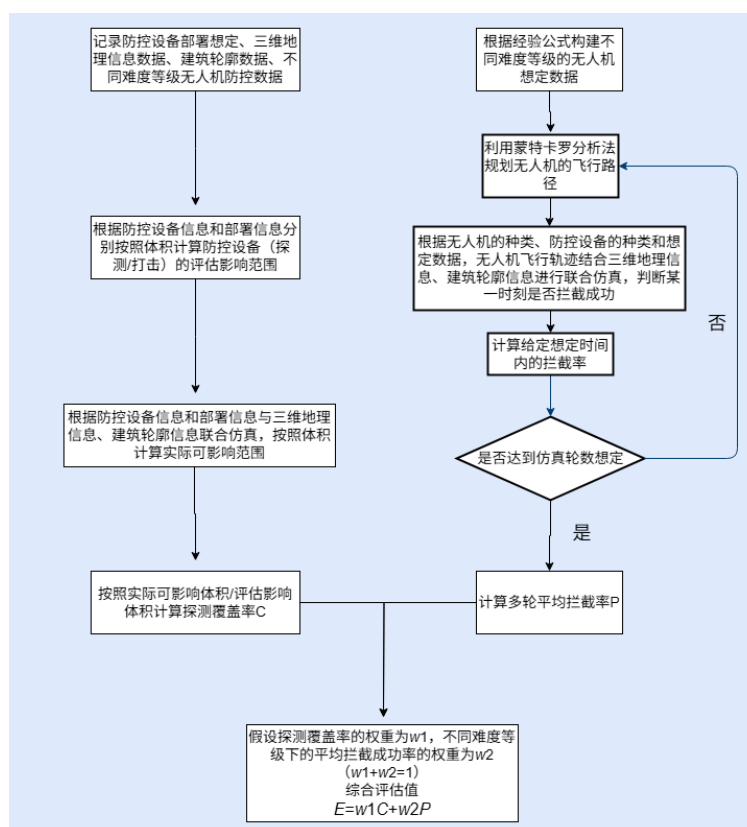 记录防控设备部署想定、三维地
理信息数据、建筑轮廓数据、不
同难度等级无人机防控数据
根据防控设备信息和部署信息分
别按照体积计算防控设备（探
测/打击）的评估影响范围
根据防控设备信息和部署信息与三维地理
信息、建筑轮廓信息联合仿真，按照体积
计算实际可影响范围
按照实际可影响体积/评估影响
体积计算探测覆盖率C
根据经验公式构建不
同难度等级的无人机
想定数据
利用蒙特卡罗分析法
规划无人机的飞行路
径
根据无人机的种类、防控设备的种类和想
定数据，无人机飞行轨迹结合三维地理信
息、建筑轮廓信息进行联合仿真，判断某
一时刻是否拦截成功
计算给定想定时间
内的拦截率
是否达到仿真轮数想定
否
是
计算多轮平均拦截率P
假设探测覆盖率的权重为w1，不同难度等
级下的平均拦截成功率的权重为w2
（w1+w2=1）
综合评估值
E=w1C+w2P